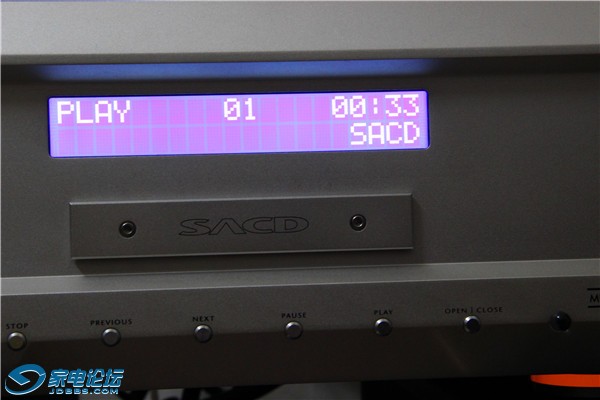 PLAY 01 00:33
SACD
SACD
STOP PREVIOUS NEXT PAUSE PLAY OPEN | CLOSE
家电论坛
JDBBS.COM